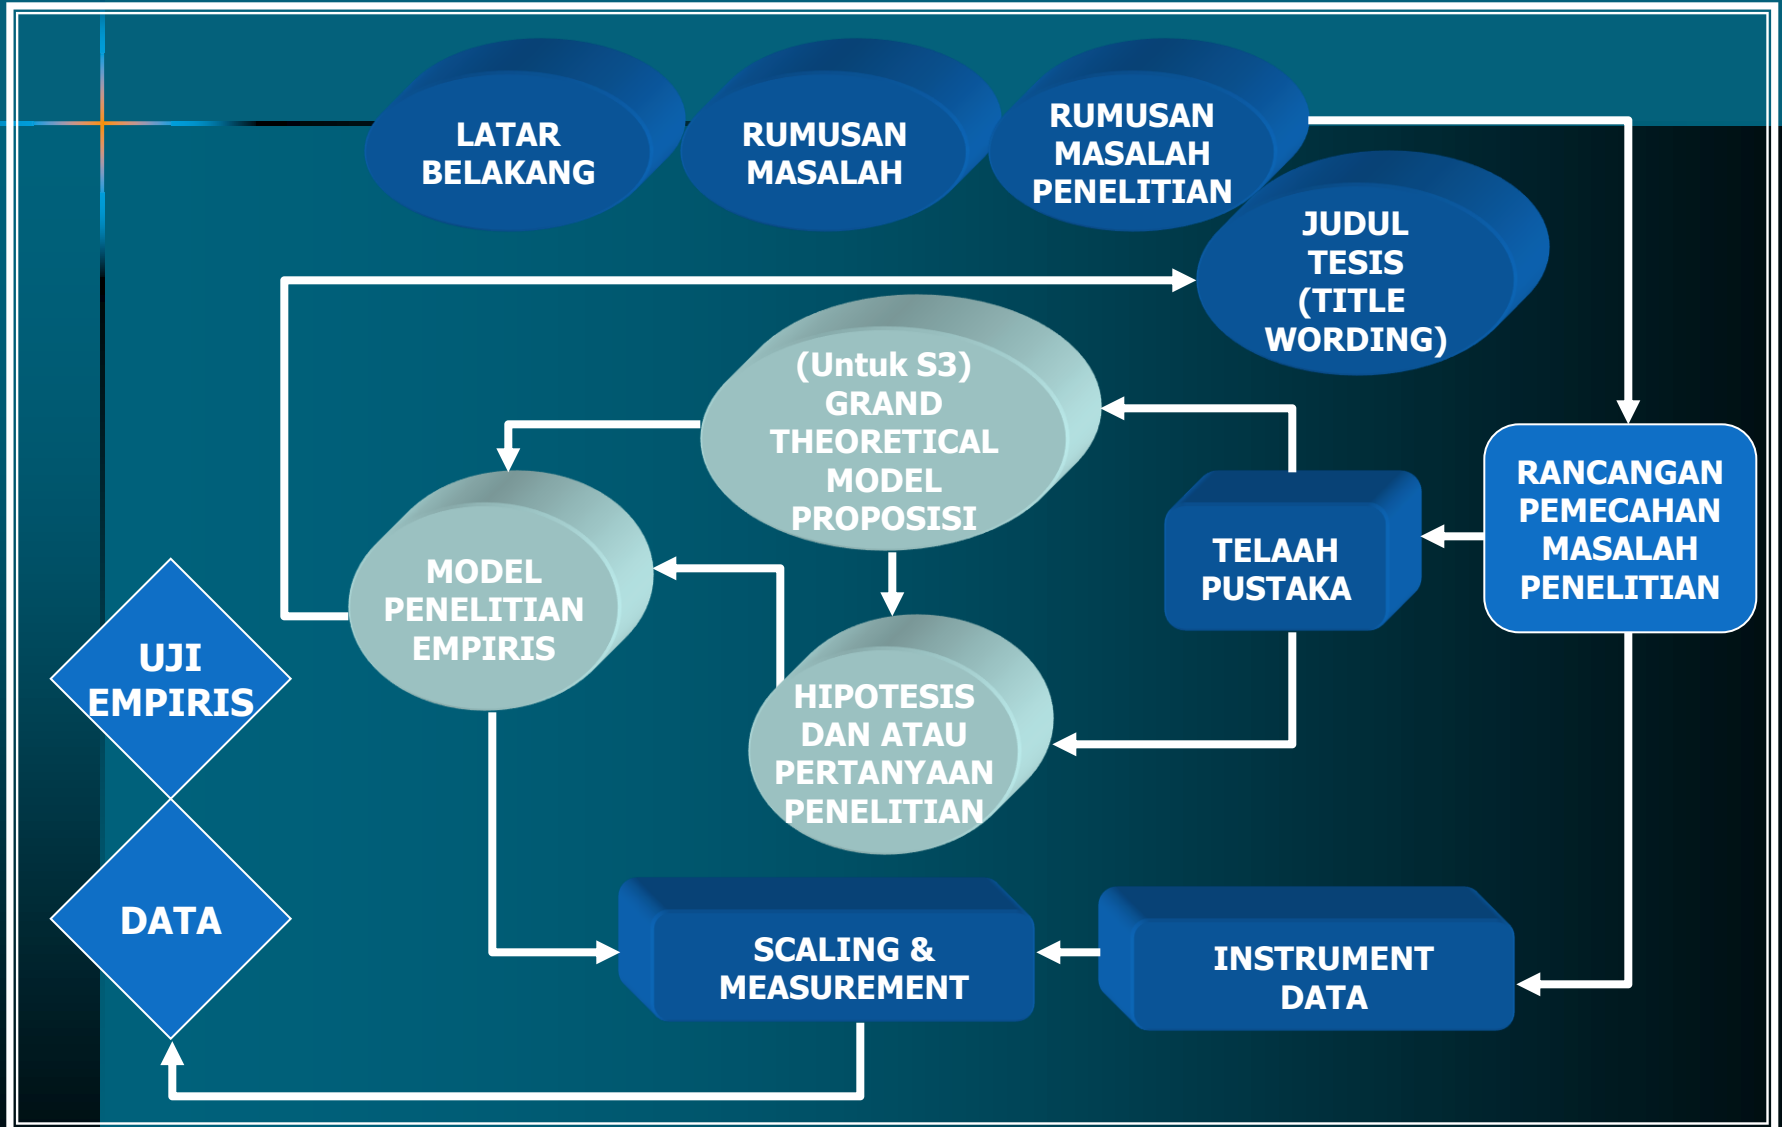 LATAR
BELAKANG
RUMUSAN
MASALAH
RUMUSAN
MASALAH
PENELITIAN
JUDUL
TESIS
(TITLE
WORDING)
(Untuk S3)
GRAND
THEORETICAL
MODEL
PROPOSISI
RANCANGAN
PEMECAHAN
MASALAH
PENELITIAN
TELAAH
PUSTAKA
MODEL
PENELITIAN
EMPIRIS
UJI
EMPIRIS
HIPOTESIS
DAN ATAU
PERTANYAAN
PENELITIAN
DATA
SCALING &
MEASUREMENT
INSTRUMENT
DATA